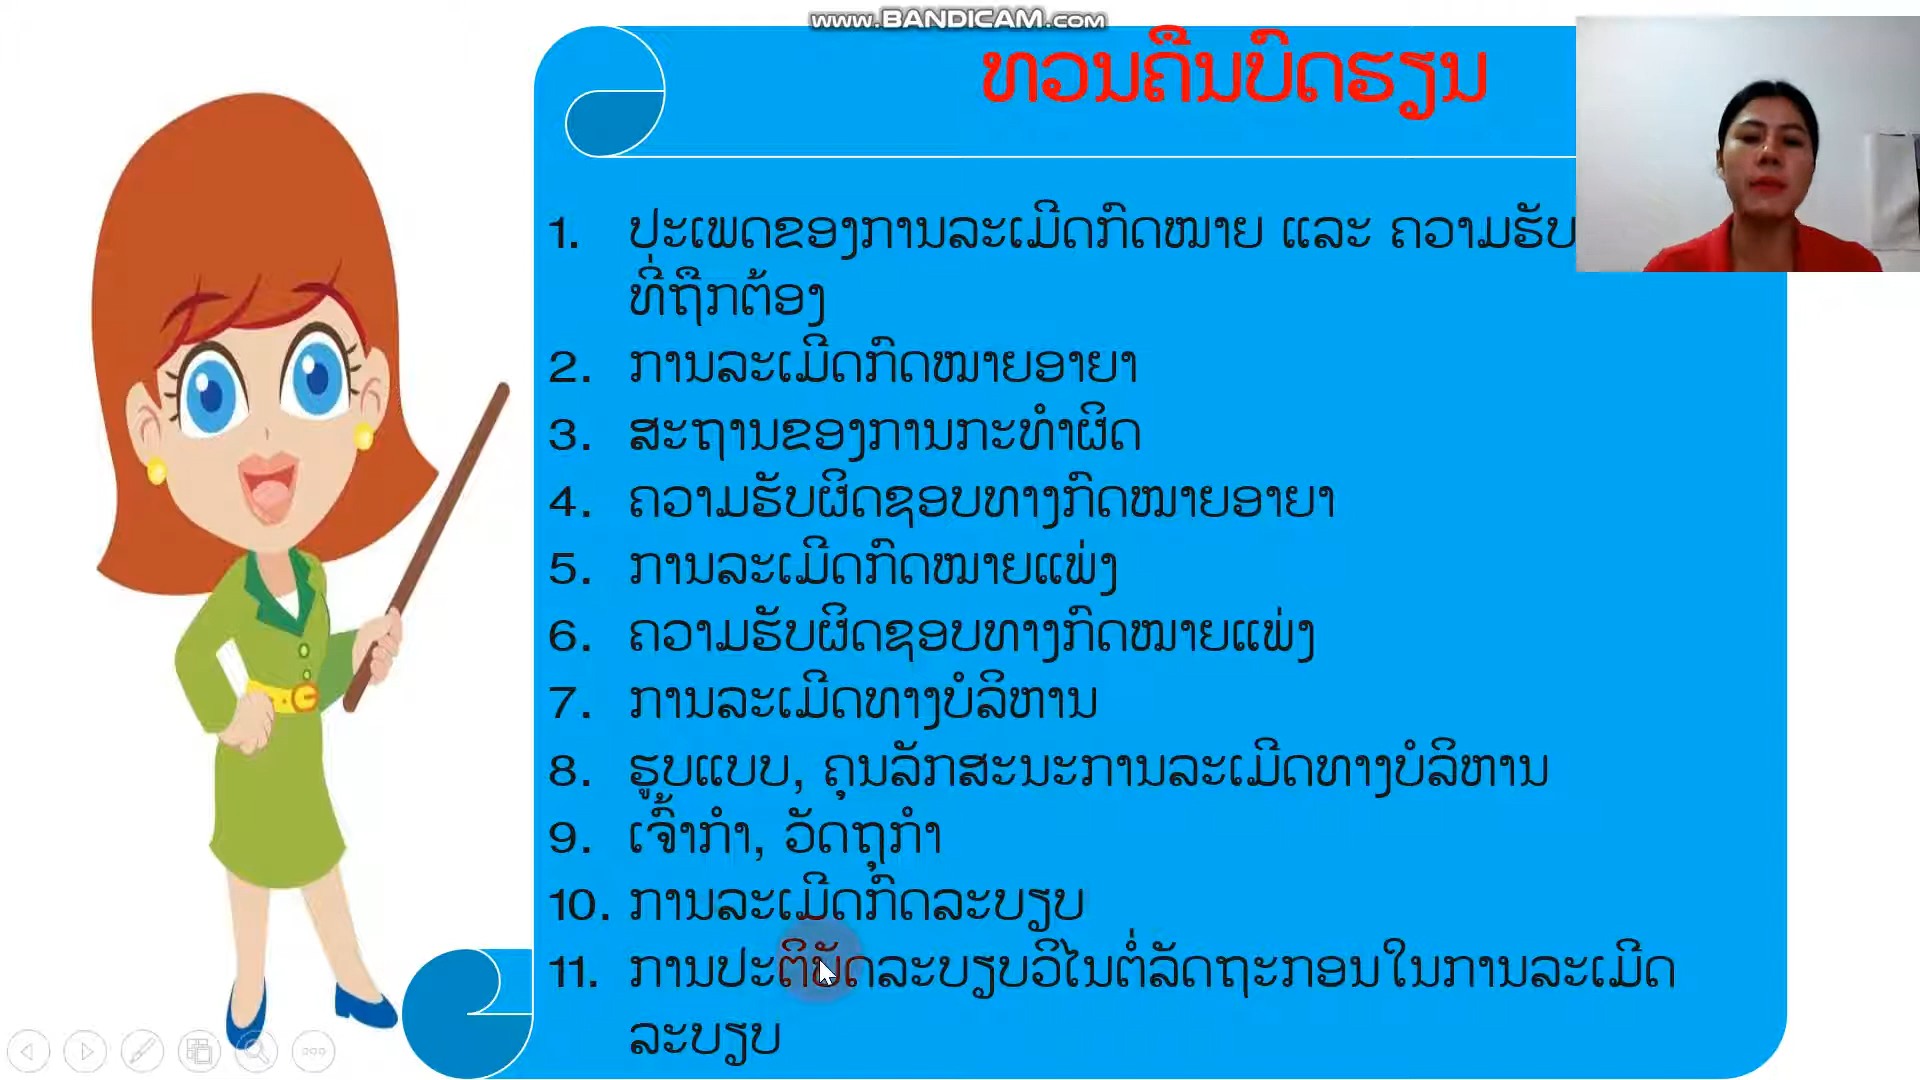 www.BANDICAM.com
ທວນຄືນບົດຮຽນ
1. ປະເພດຂອງການລະເມີດກົດໝາຍ ແລະ ຄວາມຮັບ
ທີ່ຖືກຕ້ອງ
2. ການລະເມີດກົດໝາຍອາຍາ
3. ສະຖານຂອງການກະທຳຜິດ
4. ຄວາມຮັບຜິດຊອບທາງກົດໝາຍອາຍາ
5. ການລະເມີດກົດໝາຍແພ່ງ
6. ຄວາມຮັບຜິດຊອບທາງກົດໝາຍແພ່ງ
7. ການລະເມີດທາງບໍລິຫານ
8. ຮູບແບບ, ຄຸນລັກສະນະການລະເມີດທາງບໍລິຫານ
9. ເຈົ້າກຳ, ວັດຖຸກຳ
10. ການລະເມີດກົດລະບຽບ
11. ການປະຕິບັດລະບຽບວິໄນຕໍ່ລັດຖະກອນໃນການລະເມີດ
ລະບຽບ